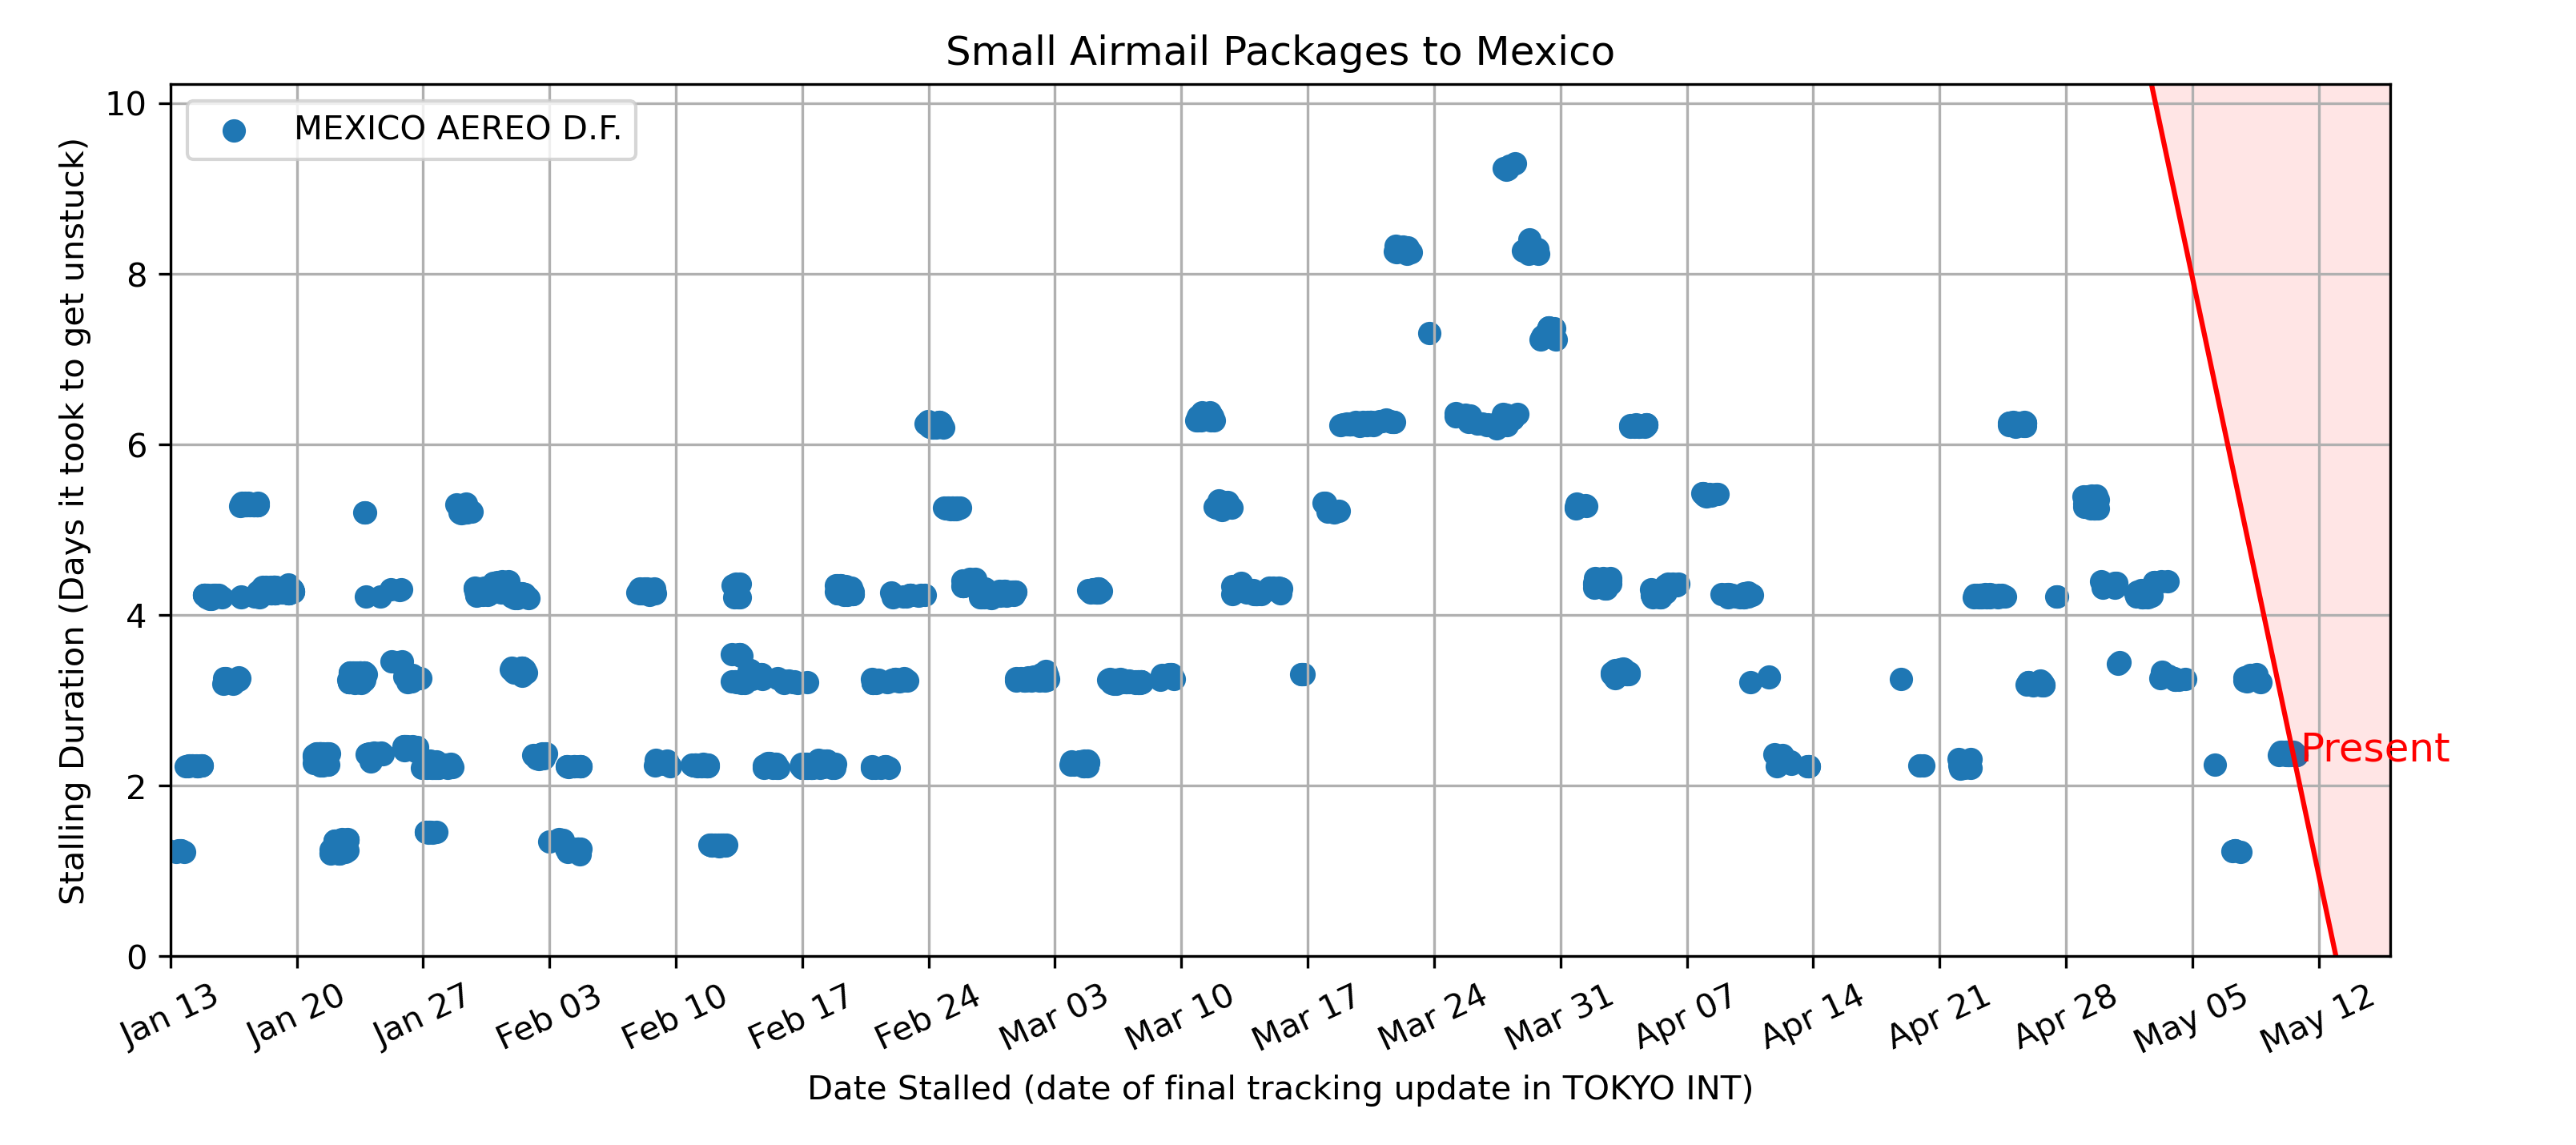 Small Airmail Packages to Mexico
MEXICO AEREO D.F.
Stalling Duration (Days it took to get unstuck)
10
8
6
4
2
0
Present
Jan 13
Jan 20
Jan 27
Feb 03
Feb 10
Feb 17
Feb 24
Mar 03
Mar 10
Mar 17
Mar 24
Mar 31
Apr 07
Apr 14
Apr 21
Apr 28
May 05
May 12
Date Stalled (date of final tracking update in TOKYO INT)